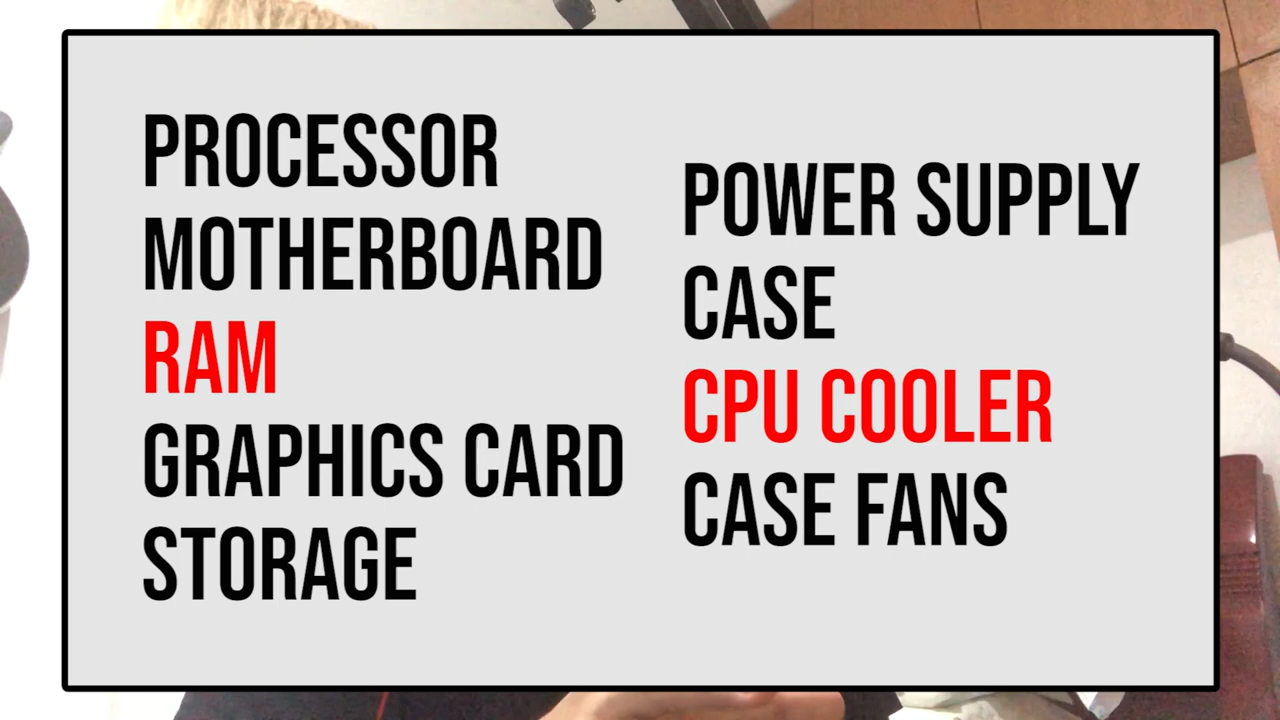 PROCESSOR
MOTHERBOARD
RAM
GRAPHICS CARD
STORAGE
POWER SUPPLY
CASE
CPU COOLER
CASE FANS